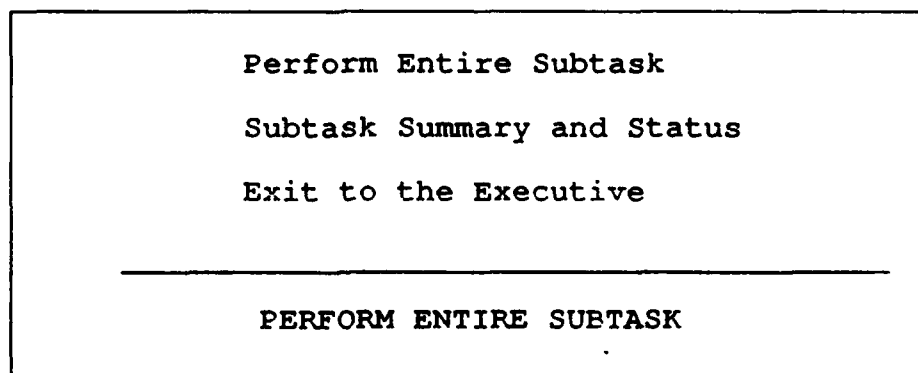 Perform Entire Subtask
Subtask Summary and Status
Exit to the Executive
PERFORM ENTIRE SUBTASK